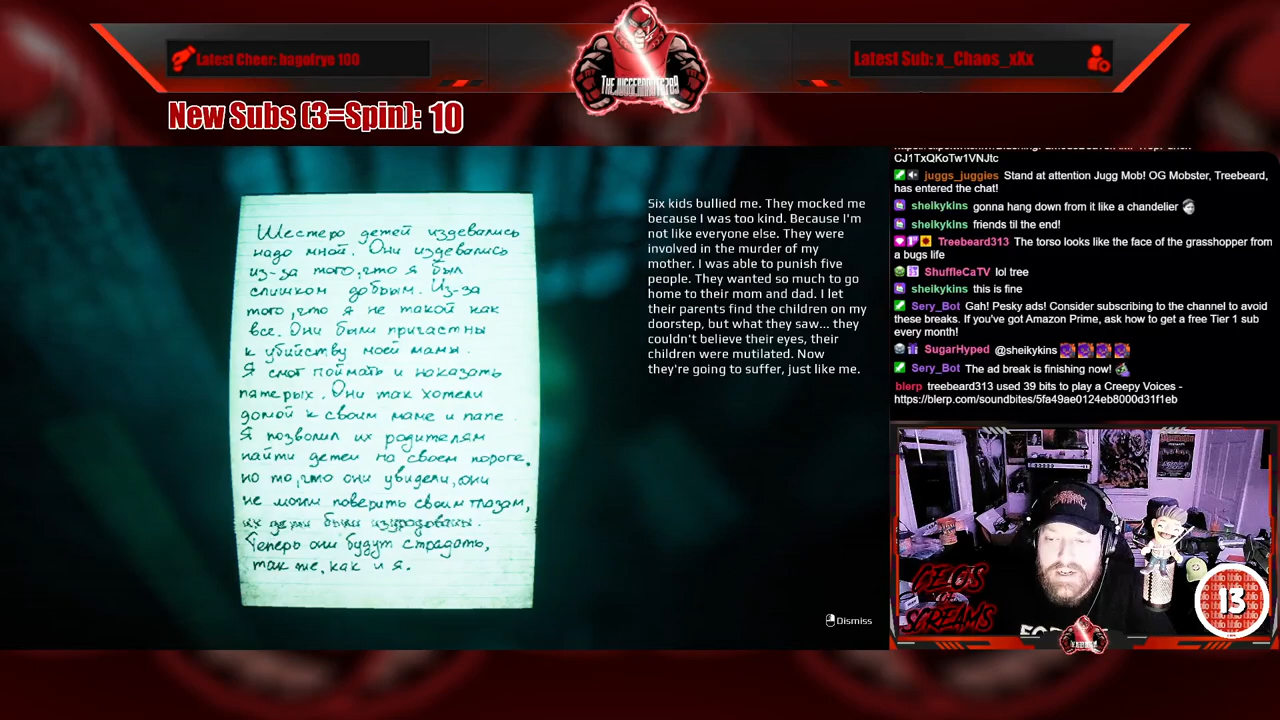 Latest Cheer: bagofrye 100
THEJUGGERNAUT6789
Latest Sub: x_Chaos_xXx
New Subs (3=Spin): 10
Шестеро детей издевались
надо мной. Они издевались
из-за того, что я был
слишком добрым. Из-за
того, что я не такой как
все. Они были причастны
к убийству моей мамы.
Я смог поймать и наказать
пятерых. Они так хотели
домой к своим маме и папе.
Я позволил их родителям
найти детей на своем пороге,
но то, что они увидели, они
не могли поверить своим глазам,
их дети были изуродованы.
Теперь они будут страдать,
так же, как и я.
Six kids bullied me. They mocked me
because I was too kind. Because I'm
not like everyone else. They were
involved in the murder of my
mother. I was able to punish five
people. They wanted so much to go
home to their mom and dad. I let
their parents find the children on my
doorstep, but what they saw... they
couldn't believe their eyes, their
children were mutilated. Now
they're going to suffer, just like me.
Dismiss
CJ1TxQKoTw1VNJtc
juggs_juggies Stand at attention Jugg Mob! OG Mobster, Treebeard,
has entered the chat!
sheikykins gonna hang down from it like a chandelier
sheikykins friends til the end!
Treebeard313 The torso looks like the face of the grasshopper from
a bugs life
ShuffleCaTV lol tree
sheikykins this is fine
Sery_Bot Gah! Pesky ads! Consider subscribing to the channel to avoid
these breaks. If you've got Amazon Prime, ask how to get a free Tier 1 sub
every month!
SugarHyped @sheikykins
Sery_Bot The ad break is finishing now!
blerp treebeard313 used 39 bits to play a Creepy Voices -
https://blerp.com/soundbites/5fa49ae0124eb8000d31f1eb
SCREAMS
13